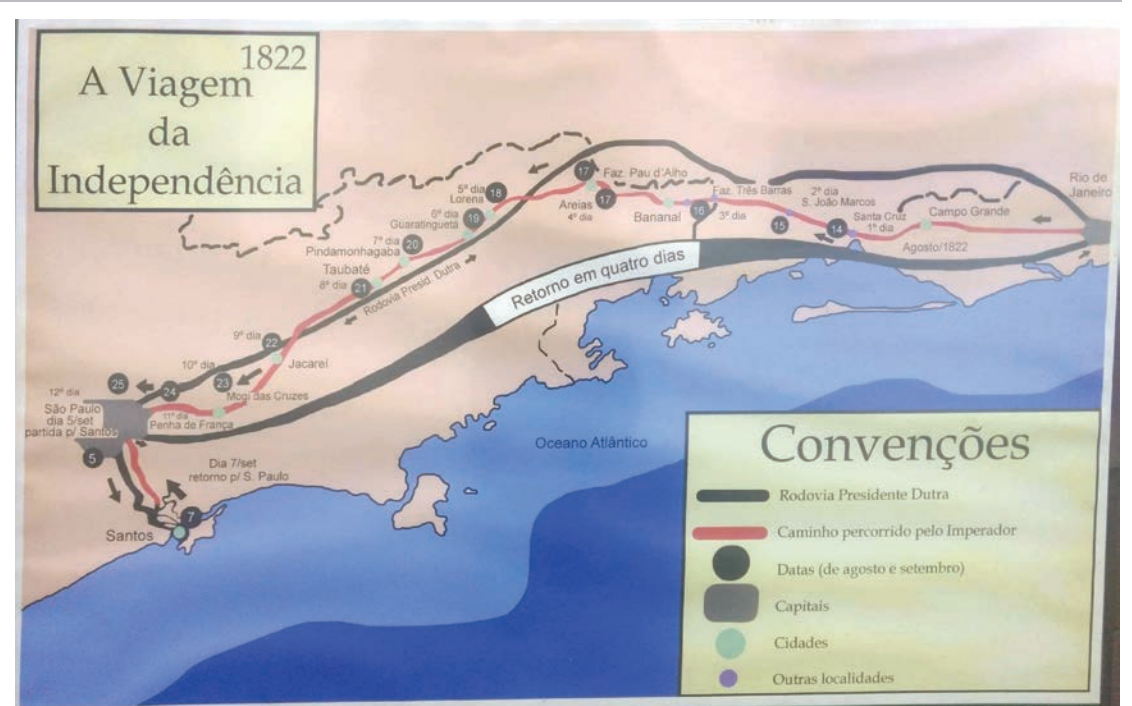 1822
A Viagem
da
Independência
Rio de
Janeiro
Campo Grande
Agosto/1822
Santa Cruz
1º dia
14
2º dia
S. João Marcos
15
Faz. Três Barras
3º dia
16
Bananal
Faz. Pau d'Alho
17
17
Areias
4º dia
5º dia
Lorena
18
6º dia
Guaratinguetá
19
7º dia
Pindamonhagaba
20
Taubaté
8º dia
21
Rodovia Presid. Dutra
9º dia
22
Jacareí
10º dia
23
Mogi das Cruzes
24
11º dia
Penha de França
25
12º dia
São Paulo
dia 5/set
partida p/ Santos
5
Dia 7/set
retorno p/ S. Paulo
7
Santos
Retorno em quatro dias
Oceano Atlântico
Convenções
Rodovia Presidente Dutra
Caminho percorrido pelo Imperador
Datas (de agosto e setembro)
Capitais
Cidades
Outras localidades